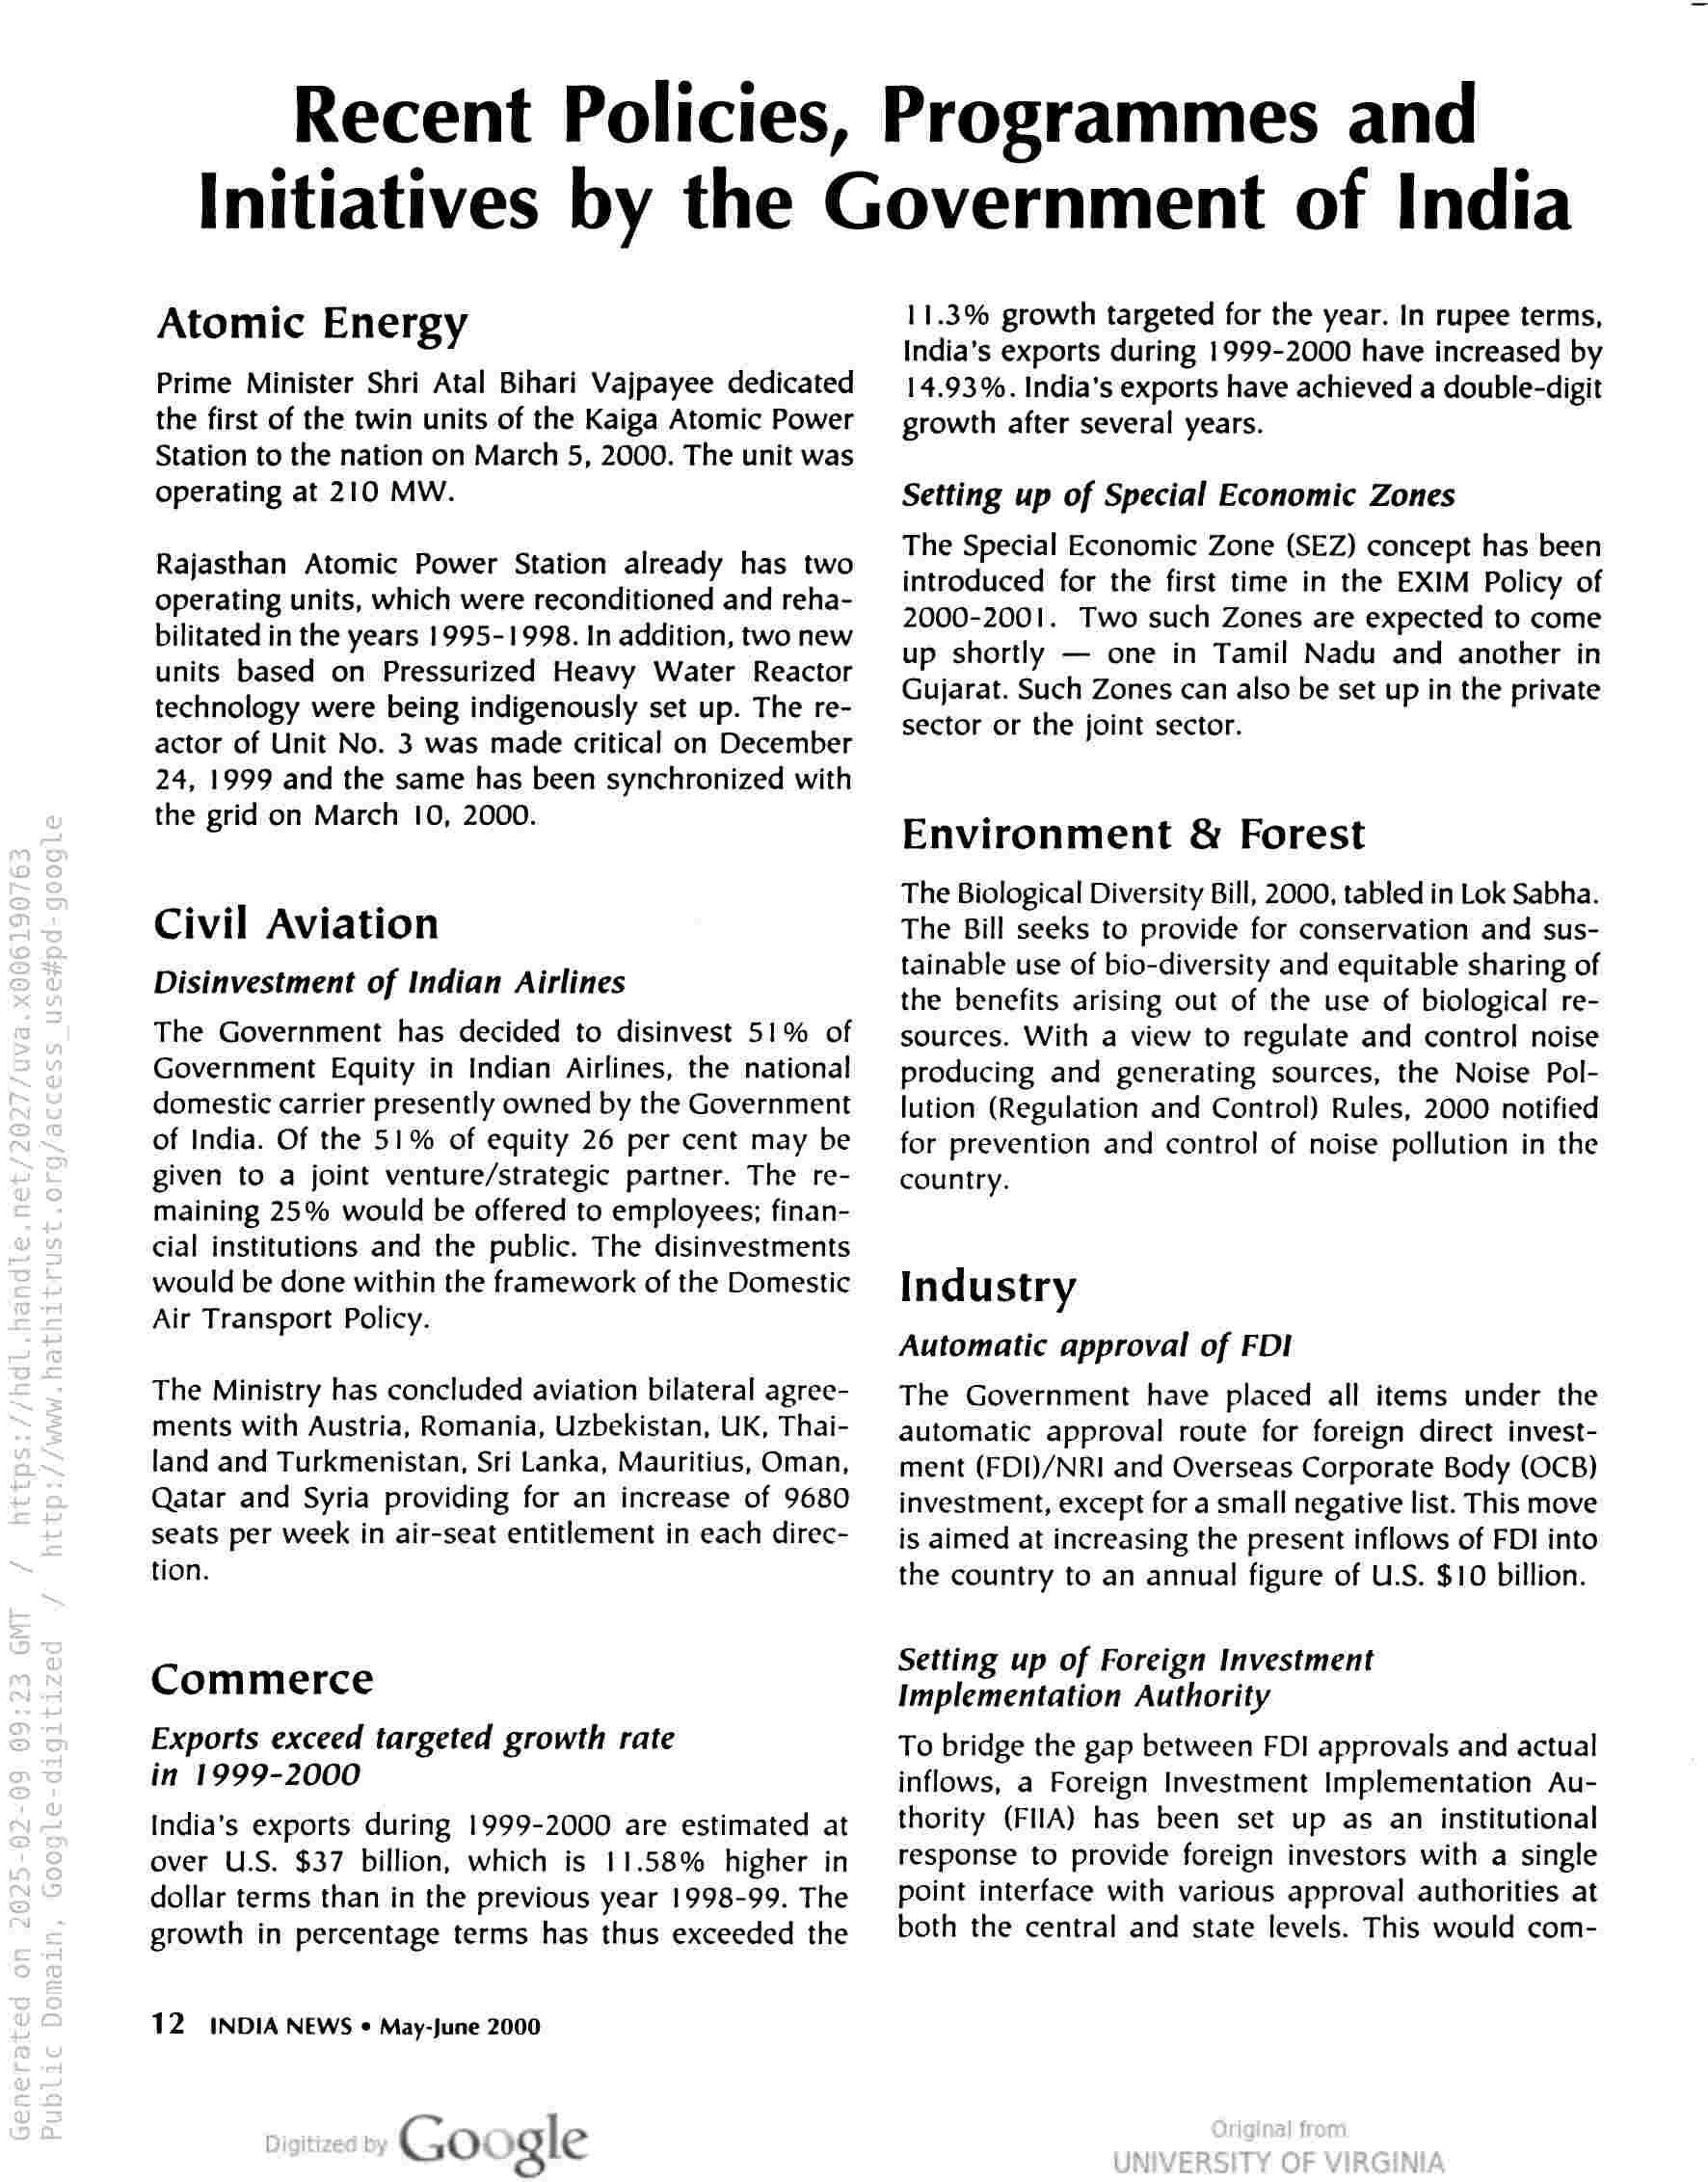 Recent Policies, Programmes and
Initiatives by the Government of India
Atomic Energy
Prime Minister Shri Atal Bihari Vajpayee dedicated
the first of the twin units of the Kaiga Atomic Power
Station to the nation on March 5, 2000. The unit was
operating at 210 MW.
Rajasthan Atomic Power Station already has two
operating units, which were reconditioned and reha-
bilitated in the years 1995-1998. In addition, two new
units based on Pressurized Heavy Water Reactor
technology were being indigenously set up. The re-
actor of Unit No. 3 was made critical on December
24, 1999 and the same has been synchronized with
the grid on March 10, 2000.
Civil Aviation
Disinvestment of Indian Airlines
The Government has decided to disinvest 51% of
Government Equity in Indian Airlines, the national
domestic carrier presently owned by the Government
of India. Of the 51% of equity 26 per cent may be
given to a joint venture/strategic partner. The re-
maining 25% would be offered to employees; finan-
cial institutions and the public. The disinvestments
would be done within the framework of the Domestic
Air Transport Policy.
The Ministry has concluded aviation bilateral agree-
ments with Austria, Romania, Uzbekistan, UK, Thai-
land and Turkmenistan, Sri Lanka, Mauritius, Oman,
Qatar and Syria providing for an increase of 9680
seats per week in air-seat entitlement in each direc-
tion.
Commerce
Exports exceed targeted growth rate
in 1999-2000
India's exports during 1999-2000 are estimated at
over U.S. $37 billion, which is 11.58% higher in
dollar terms than in the previous year 1998-99. The
growth in percentage terms has thus exceeded the
11.3% growth targeted for the year. In rupee terms,
India's exports during 1999-2000 have increased by
14.93%. India's exports have achieved a double-digit
growth after several years.
Setting up of Special Economic Zones
The Special Economic Zone (SEZ) concept has been
introduced for the first time in the EXIM Policy of
2000-2001. Two such Zones are expected to come
up shortly — one in Tamil Nadu and another in
Gujarat. Such Zones can also be set up in the private
sector or the joint sector.
Environment & Forest
The Biological Diversity Bill, 2000, tabled in Lok Sabha.
The Bill seeks to provide for conservation and sus-
tainable use of bio-diversity and equitable sharing of
the benefits arising out of the use of biological re-
sources. With a view to regulate and control noise
producing and generating sources, the Noise Pol-
lution (Regulation and Control) Rules, 2000 notified
for prevention and control of noise pollution in the
country.
Industry
Automatic approval of FDI
The Government have placed all items under the
automatic approval route for foreign direct invest-
ment (FDI)/NRI and Overseas Corporate Body (OCB)
investment, except for a small negative list. This move
is aimed at increasing the present inflows of FDI into
the country to an annual figure of U.S. $10 billion.
Setting up of Foreign Investment
Implementation Authority
To bridge the gap between FDI approvals and actual
inflows, a Foreign Investment Implementation Au-
thority (FIIA) has been set up as an institutional
response to provide foreign investors with a single
point interface with various approval authorities at
both the central and state levels. This would com-
12 INDIA NEWS • May-June 2000
Generated on 2025-02-09 09:23 GMT / https://hdl.handle.net/2027/uva.x006190763
Public Domain, Google-digitized / http://www.hathitrust.org/access_use#pd-google
Digitized by Google
Original from
UNIVERSITY OF VIRGINIA